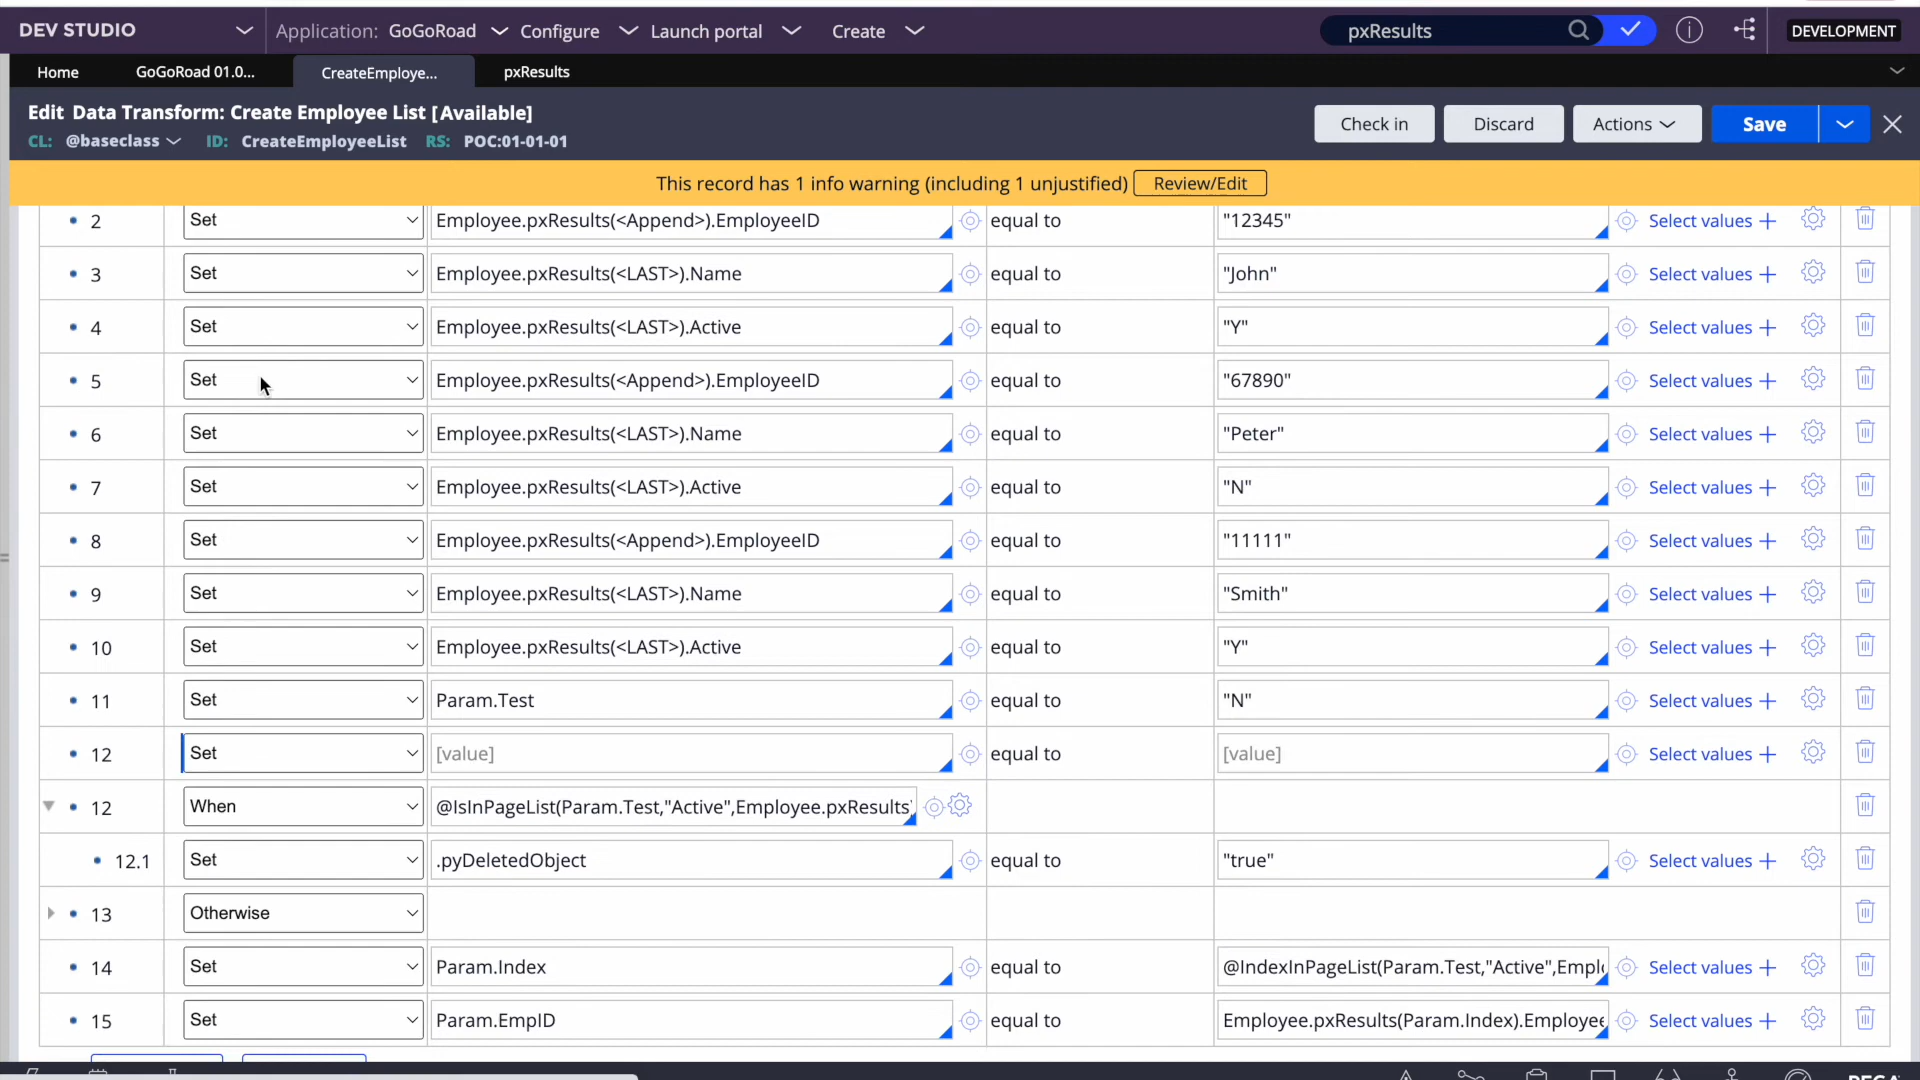 DEV STUDIO Application: GoGoRoad Configure Launch portal Create pxResults DEVELOPMENT
Home GoGoRoad 01.0... CreateEmploye... pxResults
Edit Data Transform: Create Employee List [Available] Check in Discard Actions Save
CL: @baseclass ID: CreateEmployeeList RS: POC:01-01-01
This record has 1 info warning (including 1 unjustified) Review/Edit
2 Set Employee.pxResults(<Append>).EmployeeID equal to "12345" Select values
3 Set Employee.pxResults(<LAST>).Name equal to "John" Select values
4 Set Employee.pxResults(<LAST>).Active equal to "Y" Select values
5 Set Employee.pxResults(<Append>).EmployeeID equal to "67890" Select values
6 Set Employee.pxResults(<LAST>).Name equal to "Peter" Select values
7 Set Employee.pxResults(<LAST>).Active equal to "N" Select values
8 Set Employee.pxResults(<Append>).EmployeeID equal to "11111" Select values
9 Set Employee.pxResults(<LAST>).Name equal to "Smith" Select values
10 Set Employee.pxResults(<LAST>).Active equal to "Y" Select values
11 Set Param.Test equal to "N" Select values
12 Set [value] equal to [value] Select values
12 When @IsInPageList(Param.Test,"Active",Employee.pxResults)
12.1 Set .pyDeletedObject equal to "true" Select values
13 Otherwise
14 Set Param.Index equal to @IndexInPageList(Param.Test,"Active",Empl Select values
15 Set Param.EmpID equal to Employee.pxResults(Param.Index).Employee Select values
PEGA